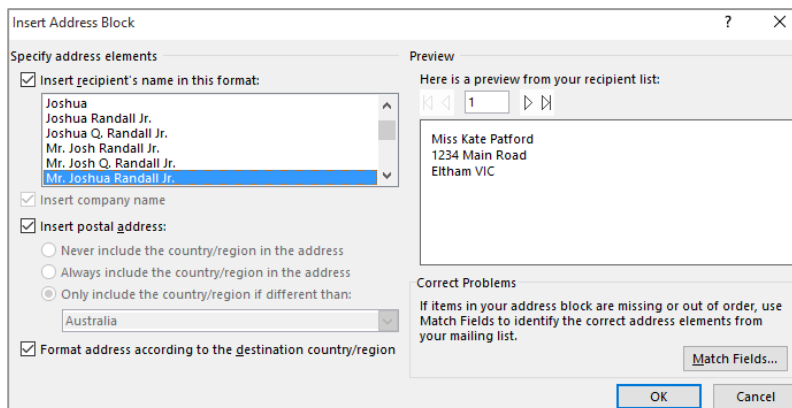 Insert Address Block
Specify address elements
Insert recipient's name in this format:
Joshua
Joshua Randall Jr.
Joshua Q. Randall Jr.
Mr. Josh Randall Jr.
Mr. Josh Q. Randall Jr.
Mr. Joshua Randall Jr.
Insert company name
Insert postal address:
Never include the country/region in the address
Always include the country/region in the address
Only include the country/region if different than:
Australia
Format address according to the destination country/region
Preview
Here is a preview from your recipient list:
1
Miss Kate Patford
1234 Main Road
Eltham VIC
Correct Problems
If items in your address block are missing or out of order, use
Match Fields to identify the correct address elements from
your mailing list.
Match Fields...
OK
Cancel